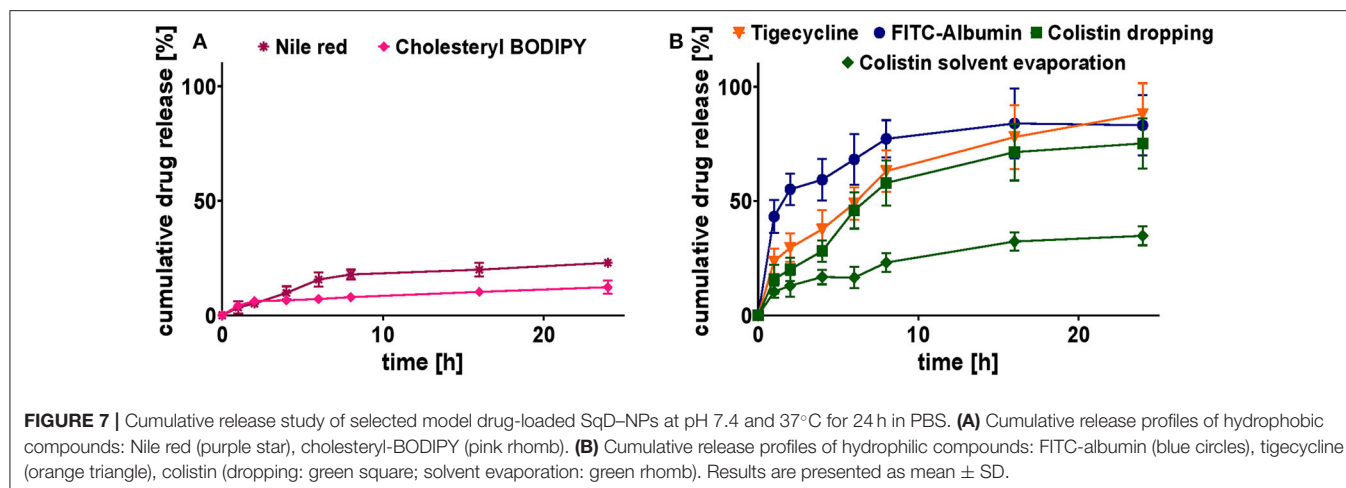 A
Nile red
Cholesteryl BODIPY
cumulative drug release [%]
100
50
0
0
10
20
time [h]
B
Tigecycline
FITC-Albumin
Colistin dropping
Colistin solvent evaporation
cumulative drug release [%]
100
50
0
0
10
20
time [h]
FIGURE 7 | Cumulative release study of selected model drug-loaded SqD–NPs at pH 7.4 and 37°C for 24 h in PBS. (A) Cumulative release profiles of hydrophobic
compounds: Nile red (purple star), cholesteryl-BODIPY (pink rhomb). (B) Cumulative release profiles of hydrophilic compounds: FITC-albumin (blue circles), tigecycline
(orange triangle), colistin (dropping: green square; solvent evaporation: green rhomb). Results are presented as mean ± SD.